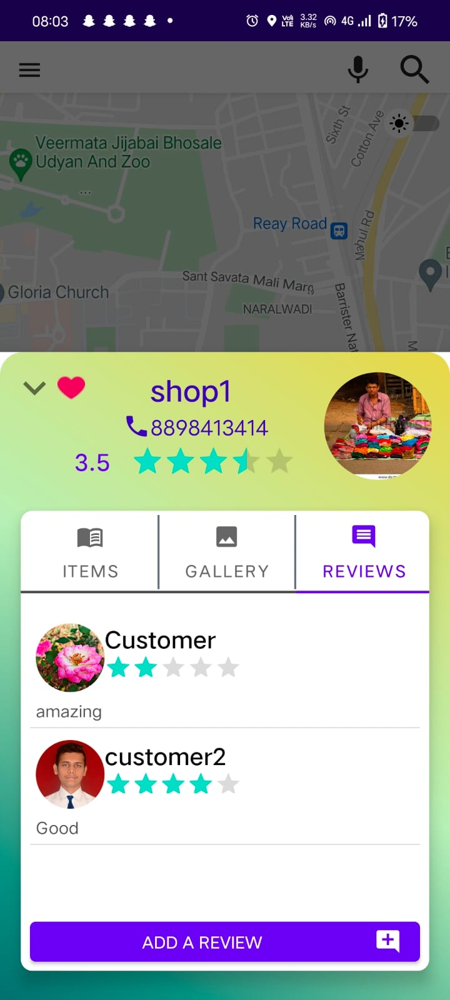 08:03
Vo) LTE
3.32 KB/s
4G
17%
Sixth St
Cotton Ave
Veermata Jijabai Bhosale
Udyan And Zoo
Reay Road
Mahul Rd
Sant Savata Mali Marg
Gloria Church
NARALWADI
Barrister Nat
M
shop1
8898413414
3.5
ITEMS
GALLERY
REVIEWS
Customer
amazing
customer2
Good
ADD A REVIEW